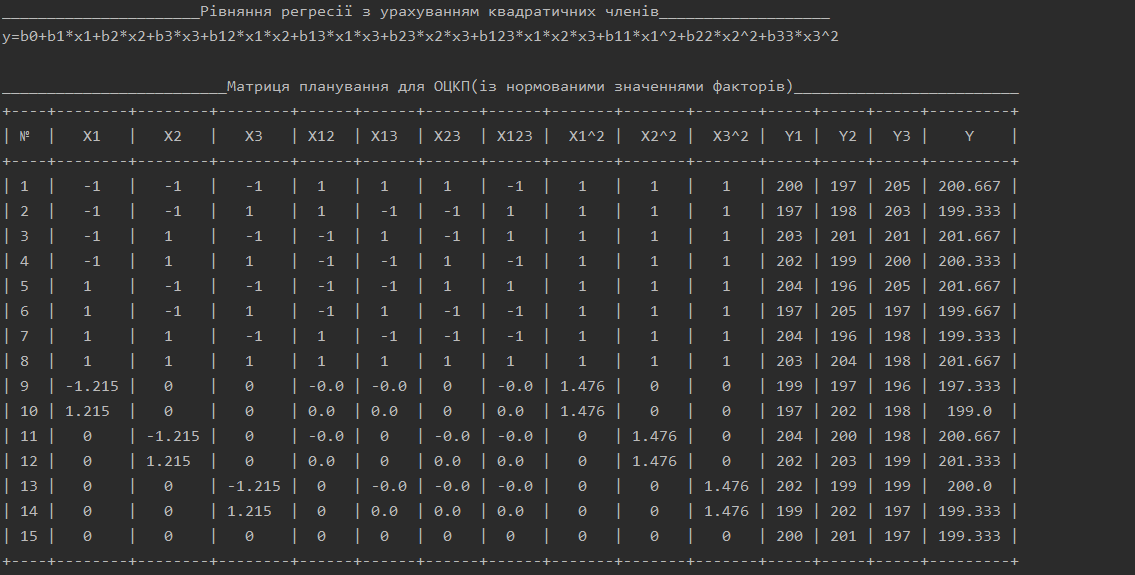 ______________________Рівняння регресії з урахуванням квадратичних членів___________________
y=b0+b1*x1+b2*x2+b3*x3+b12*x1*x2+b13*x1*x3+b23*x2*x3+b123*x1*x2*x3+b11*x1^2+b22*x2^2+b33*x3^2
_________________________Матриця планування для ОЦКП(із нормованими значеннями факторів)_________________________
+----+--------+--------+--------+------+------+------+------+-------+-------+-------+-----+-----+-----+---------+
| № | X1 | X2 | X3 | X12 | X13 | X23 | X123 | X1^2 | X2^2 | X3^2 | Y1 | Y2 | Y3 | Y |
+----+--------+--------+--------+------+------+------+------+-------+-------+-------+-----+-----+-----+---------+
| 1 | -1 | -1 | -1 | 1 | 1 | 1 | -1 | 1 | 1 | 1 | 200 | 197 | 205 | 200.667 |
| 2 | -1 | -1 | 1 | 1 | -1 | -1 | 1 | 1 | 1 | 1 | 197 | 198 | 203 | 199.333 |
| 3 | -1 | 1 | -1 | -1 | 1 | -1 | 1 | 1 | 1 | 1 | 203 | 201 | 201 | 201.667 |
| 4 | -1 | 1 | 1 | -1 | -1 | 1 | -1 | 1 | 1 | 1 | 202 | 199 | 200 | 200.333 |
| 5 | 1 | -1 | -1 | -1 | -1 | 1 | 1 | 1 | 1 | 1 | 204 | 196 | 205 | 201.667 |
| 6 | 1 | -1 | 1 | -1 | 1 | -1 | -1 | 1 | 1 | 1 | 197 | 205 | 197 | 199.667 |
| 7 | 1 | 1 | -1 | 1 | -1 | -1 | -1 | 1 | 1 | 1 | 204 | 196 | 198 | 199.333 |
| 8 | 1 | 1 | 1 | 1 | 1 | 1 | 1 | 1 | 1 | 1 | 203 | 204 | 198 | 201.667 |
| 9 | -1.215 | 0 | 0 | -0.0 | -0.0 | 0 | -0.0 | 1.476 | 0 | 0 | 199 | 197 | 196 | 197.333 |
| 10 | 1.215 | 0 | 0 | 0.0 | 0.0 | 0 | 0.0 | 1.476 | 0 | 0 | 197 | 202 | 198 | 199.0 |
| 11 | 0 | -1.215 | 0 | -0.0 | 0 | -0.0 | -0.0 | 0 | 1.476 | 0 | 204 | 200 | 198 | 200.667 |
| 12 | 0 | 1.215 | 0 | 0.0 | 0 | 0.0 | 0.0 | 0 | 1.476 | 0 | 202 | 203 | 199 | 201.333 |
| 13 | 0 | 0 | -1.215 | 0 | -0.0 | -0.0 | -0.0 | 0 | 0 | 1.476 | 202 | 199 | 199 | 200.0 |
| 14 | 0 | 0 | 1.215 | 0 | 0.0 | 0.0 | 0.0 | 0 | 0 | 1.476 | 199 | 202 | 197 | 199.333 |
| 15 | 0 | 0 | 0 | 0 | 0 | 0 | 0 | 0 | 0 | 0 | 200 | 201 | 197 | 199.333 |
+----+--------+--------+--------+------+------+------+------+-------+-------+-------+-----+-----+-----+---------+